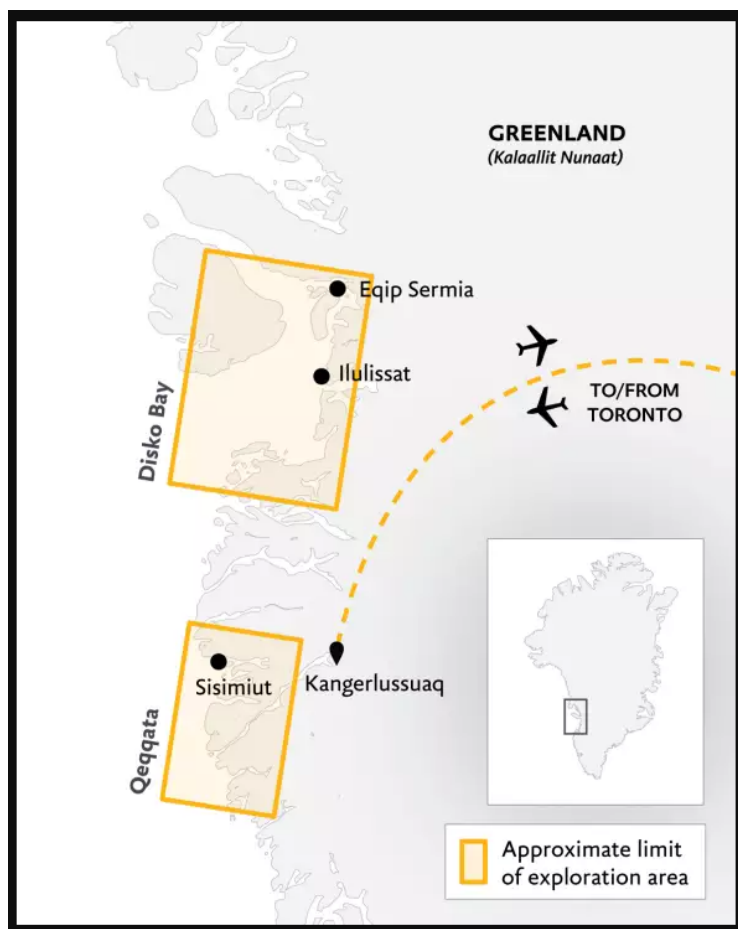 GREENLAND
(Kalaallit Nunaat)
Eqip Sermia
Ilulissat
Disko Bay
TO/FROM
TORONTO
Sisimiut
Kangerlussuaq
Qeqqata
Approximate limit
of exploration area